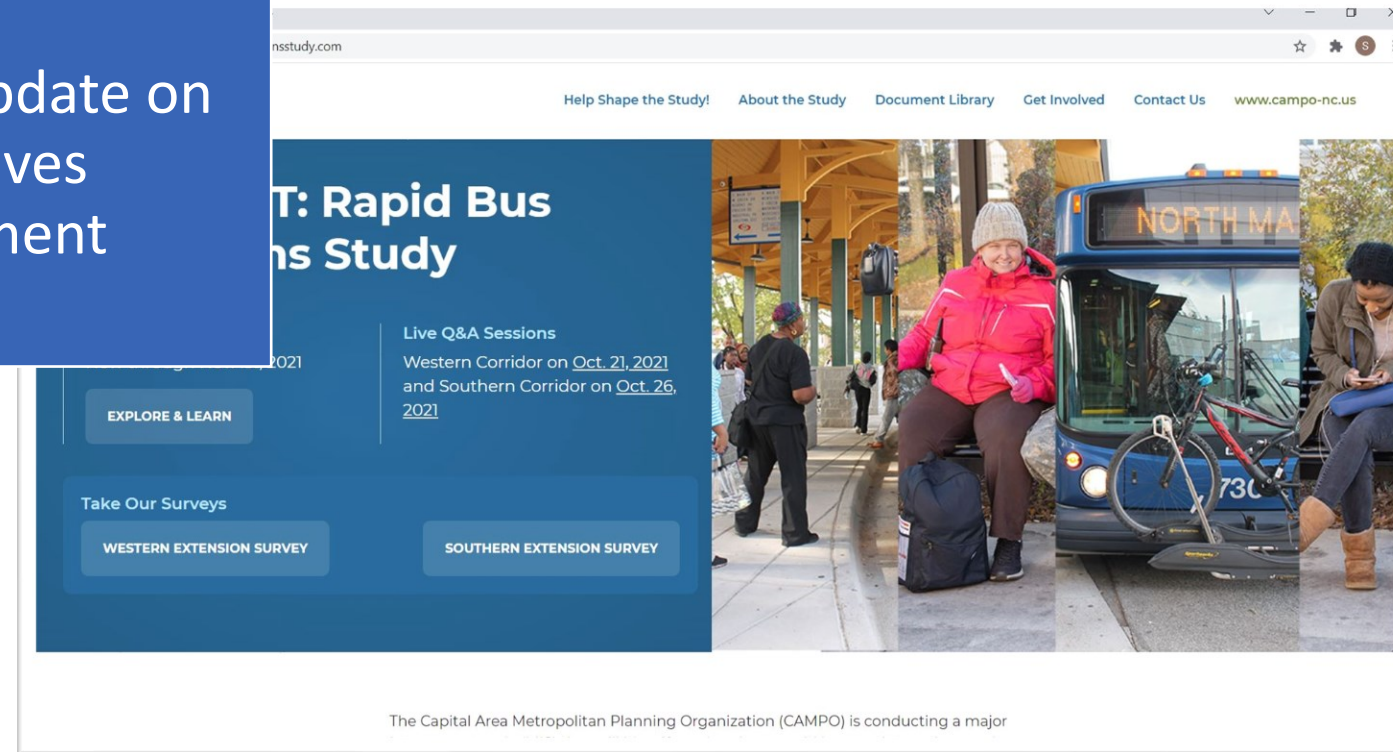 nsstudy.com
S
pdate on
ves
nent
Help Shape the Study! About the Study Document Library Get Involved Contact Us www.campo-nc.us
T: Rapid Bus
ns Study
2021
EXPLORE & LEARN
Live Q&A Sessions
Western Corridor on Oct. 21, 2021
and Southern Corridor on Oct. 26,
2021
Take Our Surveys
WESTERN EXTENSION SURVEY
SOUTHERN EXTENSION SURVEY
NORTH MA
730
The Capital Area Metropolitan Planning Organization (CAMPO) is conducting a major